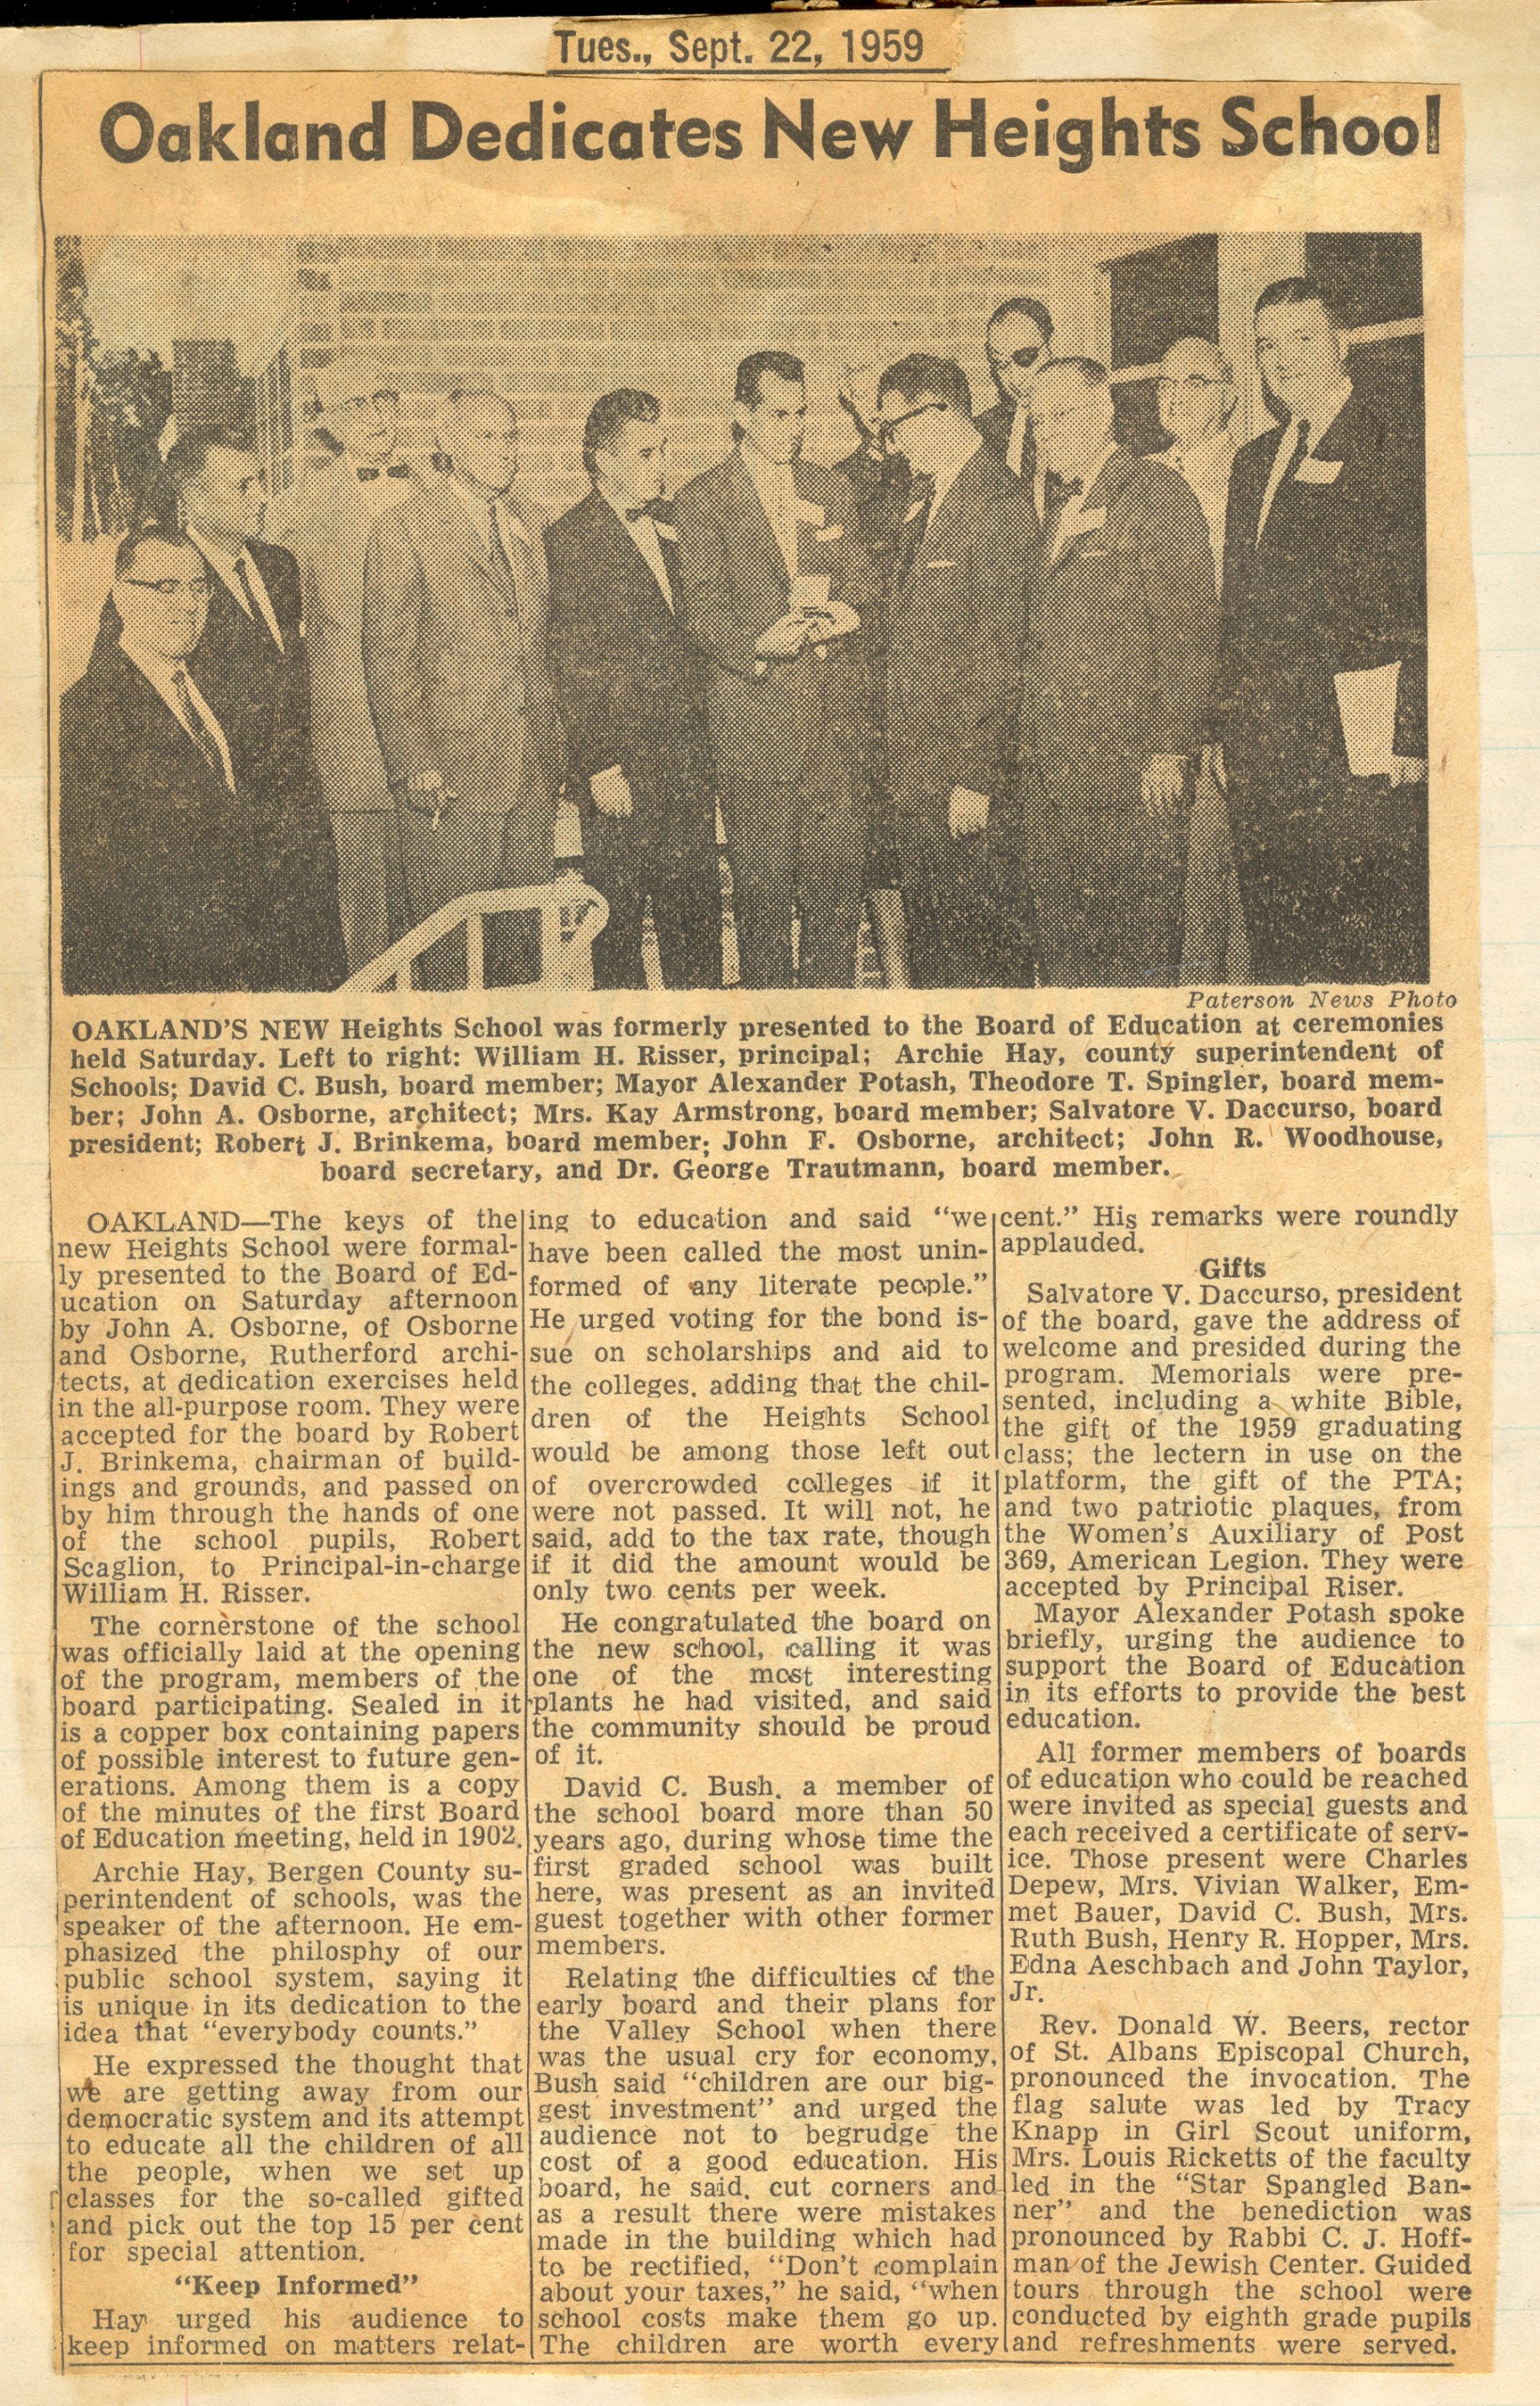 Tues., Sept. 22, 1959
Oakland Dedicates New Heights School
Paterson News Photo
OAKLAND'S NEW Heights School was formerly presented to the Board of Education at ceremonies
held Saturday. Left to right: William H. Risser, principal; Archie Hay, county superintendent of
Schools; David C. Bush, board member; Mayor Alexander Potash, Theodore T. Spingler, board mem-
ber; John A. Osborne, architect; Mrs. Kay Armstrong, board member; Salvatore V. Daccurso, board
president; Robert J. Brinkema, board member; John F. Osborne, architect; John R. Woodhouse,
board secretary, and Dr. George Trautmann, board member.
OAKLAND—The keys of the
new Heights School were formal-
ly presented to the Board of Ed-
ucation on Saturday afternoon
by John A. Osborne, of Osborne
and Osborne, Rutherford archi-
tects, at dedication exercises held
in the all-purpose room. They were
accepted for the board by Robert
J. Brinkema, chairman of build-
ings and grounds, and passed on
by him through the hands of one
of the school pupils, Robert
Scaglion, to Principal-in-charge
William H. Risser.
The cornerstone of the school
was officially laid at the opening
of the program, members of the
board participating. Sealed in it
is a copper box containing papers
of possible interest to future gen-
erations. Among them is a copy
of the minutes of the first Board
of Education meeting, held in 1902.
Archie Hay, Bergen County su-
perintendent of schools, was the
speaker of the afternoon. He em-
phasized the philosphy of our
public school system, saying it
is unique in its dedication to the
idea that "everybody counts."
He expressed the thought that
we are getting away from our
democratic system and its attempt
to educate all the children of all
the people, when we set up
classes for the so-called gifted
and pick out the top 15 per cent
for special attention.
"Keep Informed"
Hay urged his audience to
keep informed on matters relat-
ing to education and said "we
have been called the most unin-
formed of any literate people."
He urged voting for the bond is-
sue on scholarships and aid to
the colleges, adding that the chil-
dren of the Heights School
would be among those left out
of overcrowded colleges if it
were not passed. It will not, he
said, add to the tax rate, though
if it did the amount would be
only two cents per week.
He congratulated the board on
the new school, calling it was
one of the most interesting
plants he had visited, and said
the community should be proud
of it.
David C. Bush, a member of
the school board more than 50
years ago, during whose time the
first graded school was built
here, was present as an invited
guest together with other former
members.
Relating the difficulties of the
early board and their plans for
the Valley School when there
was the usual cry for economy,
Bush said "children are our big-
gest investment" and urged the
audience not to begrudge the
cost of a good education. His
board, he said, cut corners and
as a result there were mistakes
made in the building which had
to be rectified, "Don't complain
about your taxes," he said, "when
school costs make them go up.
The children are worth every
cent." His remarks were roundly
applauded.
Gifts
Salvatore V. Daccurso, president
of the board, gave the address of
welcome and presided during the
program. Memorials were pre-
sented, including a white Bible,
the gift of the 1959 graduating
class; the lectern in use on the
platform, the gift of the PTA;
and two patriotic plaques, from
the Women's Auxiliary of Post
369, American Legion. They were
accepted by Principal Riser.
Mayor Alexander Potash spoke
briefly, urging the audience to
support the Board of Education
in its efforts to provide the best
education.
All former members of boards
of education who could be reached
were invited as special guests and
each received a certificate of serv-
ice. Those present were Charles
Depew, Mrs. Vivian Walker, Em-
met Bauer, David C. Bush, Mrs.
Ruth Bush, Henry R. Hopper, Mrs.
Edna Aeschbach and John Taylor,
Jr.
Rev. Donald W. Beers, rector
of St. Albans Episcopal Church,
pronounced the invocation. The
flag salute was led by Tracy
Knapp in Girl Scout uniform,
Mrs. Louis Ricketts of the faculty
led in the "Star Spangled Ban-
ner" and the benediction was
pronounced by Rabbi C. J. Hoff-
man of the Jewish Center. Guided
tours through the school were
conducted by eighth grade pupils
and refreshments were served.